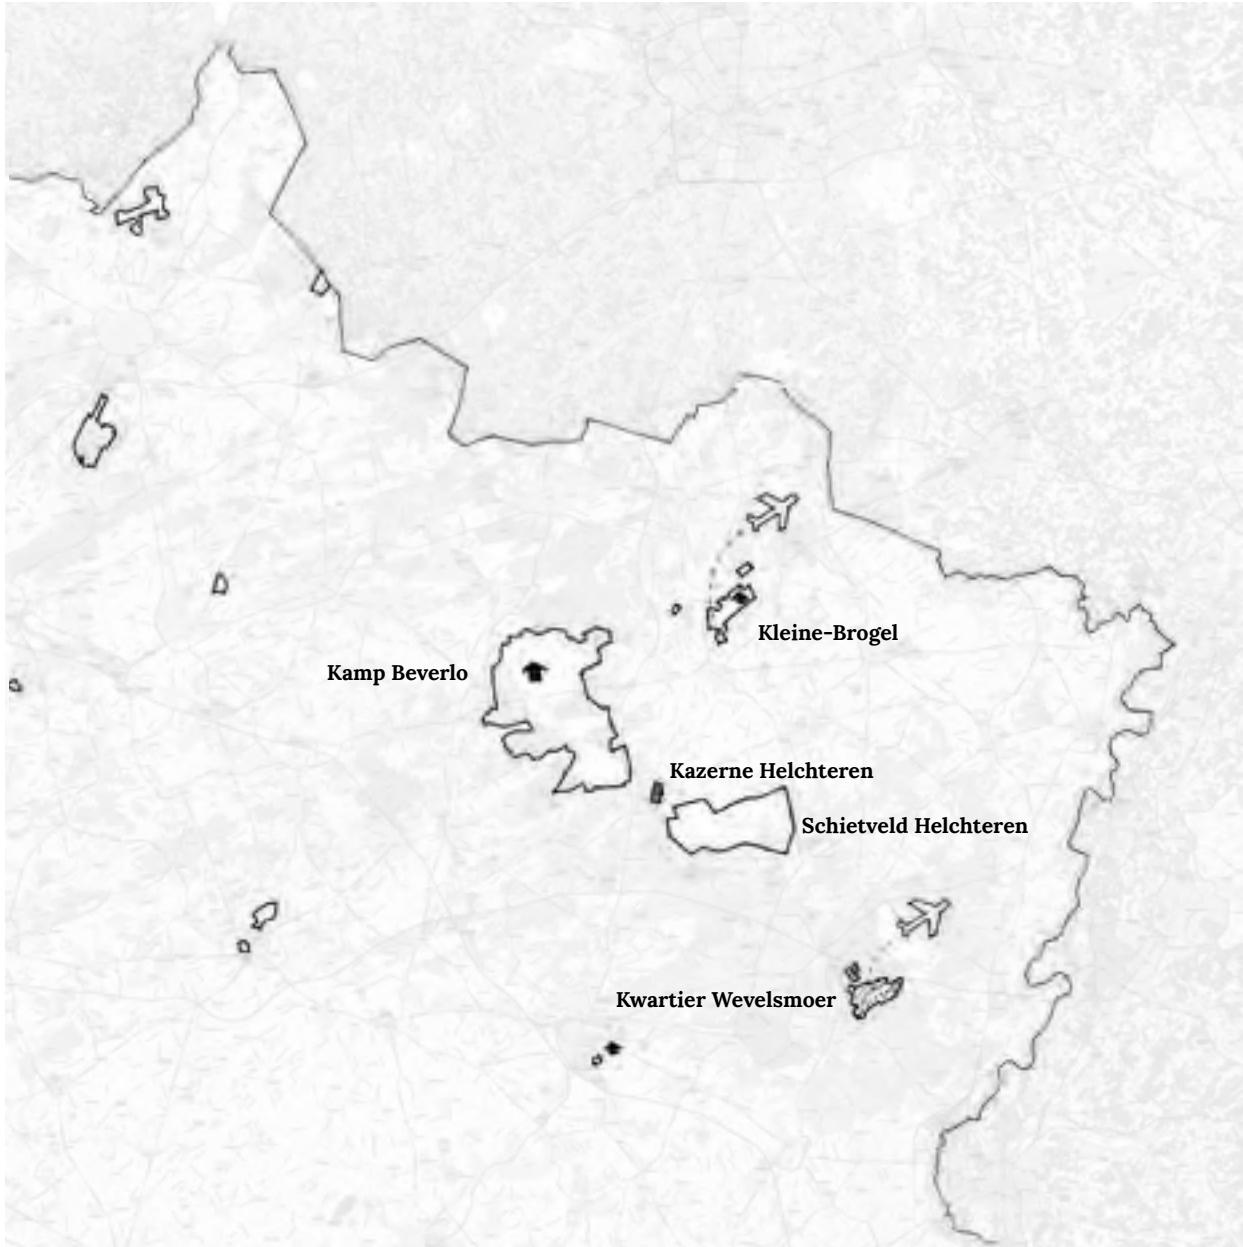 Kleine-Brogel
Kamp Beverlo
Kazerne Helchteren
Schietveld Helchteren
Kwartier Wevelsmoer